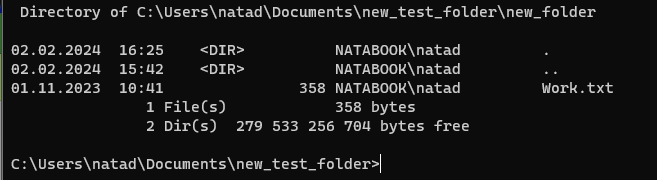 Directory of C:\Users\natad\Documents\new_test_folder\new_folder
02.02.2024  16:25    <DIR>          NATABOOK\natad         .
02.02.2024  15:42    <DIR>          NATABOOK\natad         ..
01.11.2023  10:41               358 NATABOOK\natad         Work.txt
1 File(s)            358 bytes
2 Dir(s)  279 533 256 704 bytes free
C:\Users\natad\Documents\new_test_folder>